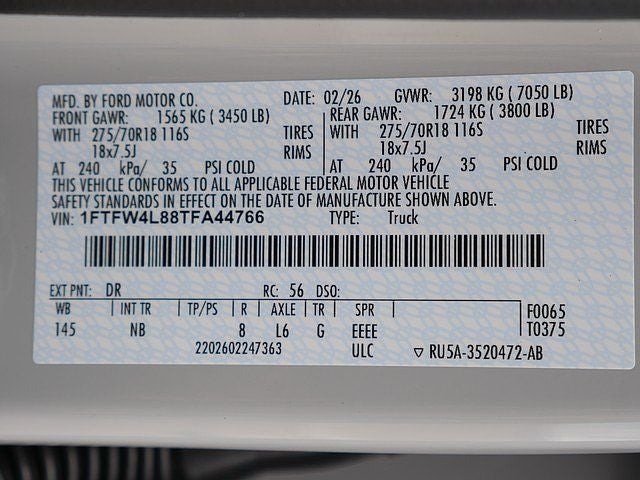 MFD. BY FORD MOTOR CO. DATE: 02/26 GVWR: 3198 KG ( 7050 LB)
FRONT GAWR: 1565 KG ( 3450 LB) REAR GAWR: 1724 KG ( 3800 LB)
WITH 275/70R18 116S TIRES WITH 275/70R18 116S TIRES
18x7.5J RIMS 18x7.5J RIMS
AT 240 kPa/ 35 PSI COLD AT 240 kPa/ 35 PSI COLD
THIS VEHICLE CONFORMS TO ALL APPLICABLE FEDERAL MOTOR VEHICLE
SAFETY STANDARDS IN EFFECT ON THE DATE OF MANUFACTURE SHOWN ABOVE.
VIN: 1FTFW4L88TFA44766 TYPE: Truck
EXT PNT: DR RC: 56 DSO:
WB INT TR TP/PS R AXLE TR SPR F0065
145 NB 8 L6 G EEEE T0375
2202602247363 ULC ▽ RU5A-3520472-AB